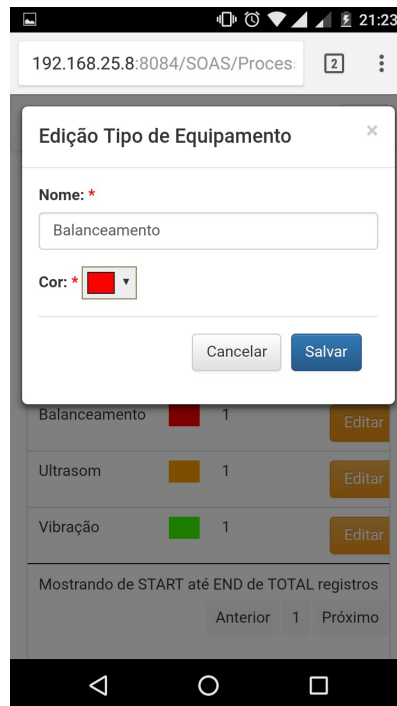 21:23
192.168.25.8:8084/SOAS/Proces: 2
Edição Tipo de Equipamento ×
Nome: *
Balanceamento
Cor: *
Cancelar Salvar
Balanceamento 1 Editar
Ultrasom 1 Editar
Vibração 1 Editar
Mostrando de START até END de TOTAL registros
Anterior 1 Próximo